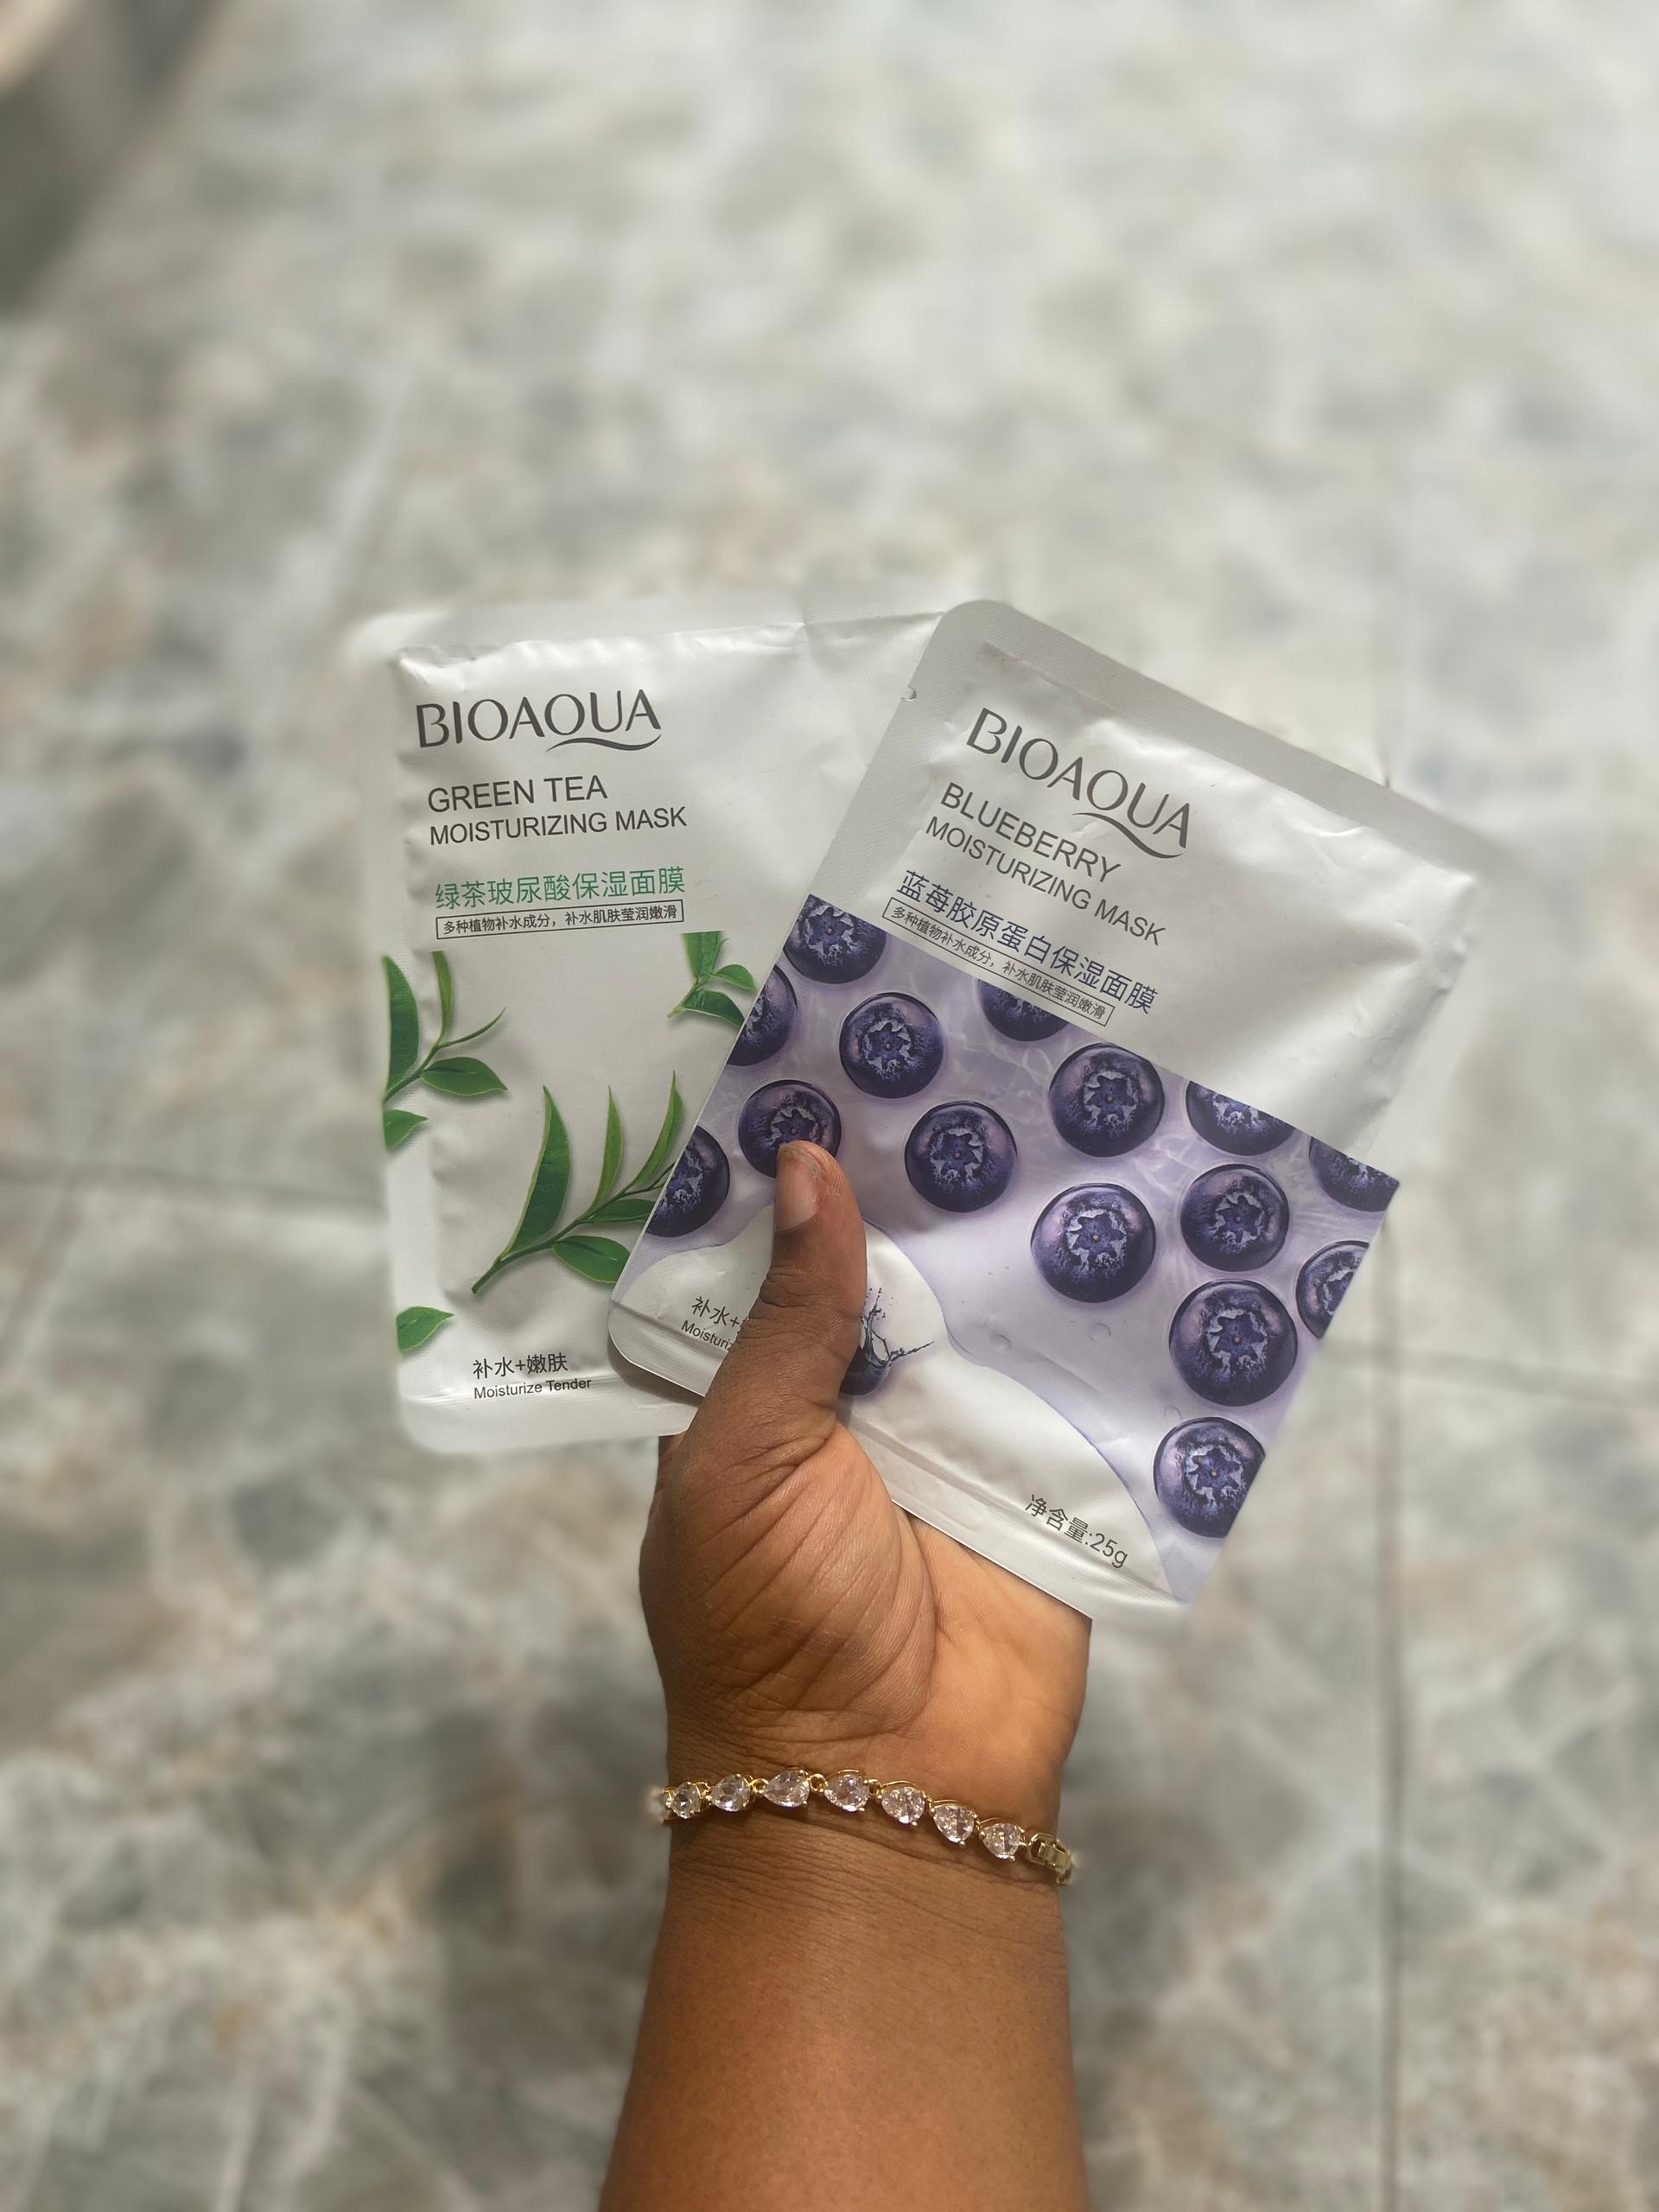 BIOAQUA
GREEN TEA
MOISTURIZING MASK
绿茶玻尿酸保湿面膜
多种植物补水成分，补水肌肤莹润嫩滑
补水+嫩肤
Moisturize Tender
BIOAQUA
BLUEBERRY
MOISTURIZING MASK
蓝莓胶原蛋白保湿面膜
多种植物补水成分，补水肌肤莹润嫩滑
补水+
净含量:25g